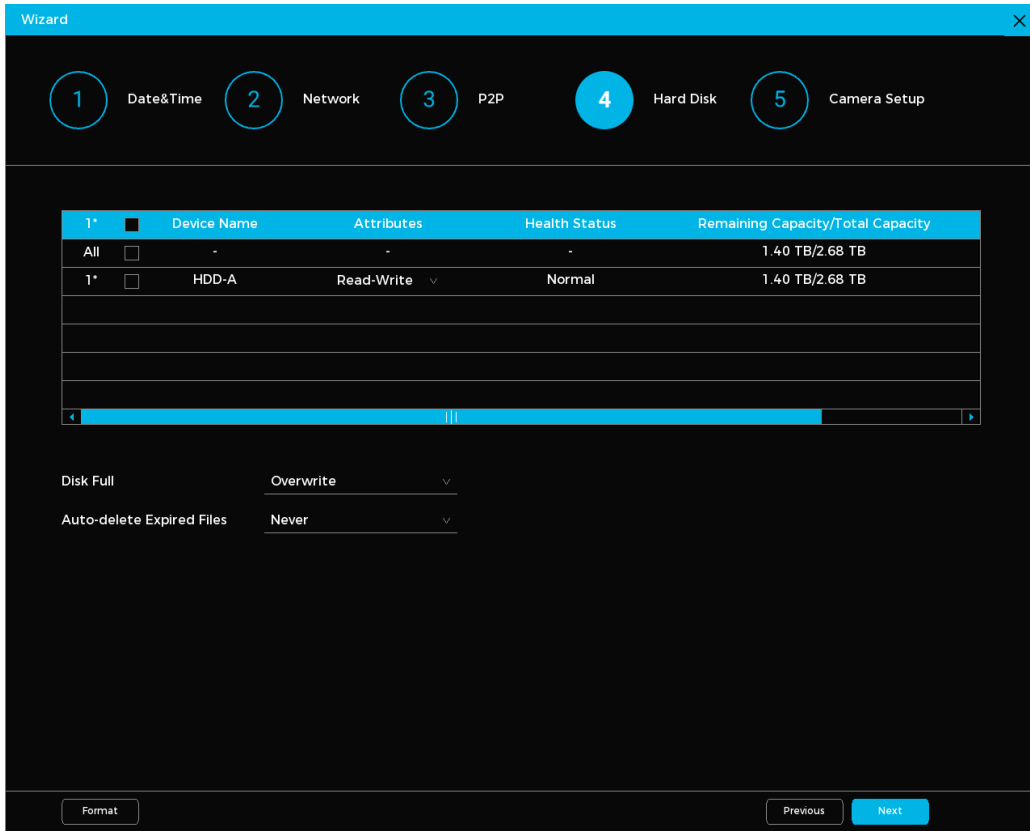 Wizard
1 Date&Time 2 Network 3 P2P 4 Hard Disk 5 Camera Setup
1* Device Name Attributes Health Status Remaining Capacity/Total Capacity
All - - - 1.40 TB/2.68 TB
1* HDD-A Read-Write Normal 1.40 TB/2.68 TB
Disk Full Overwrite
Auto-delete Expired Files Never
Format Previous Next